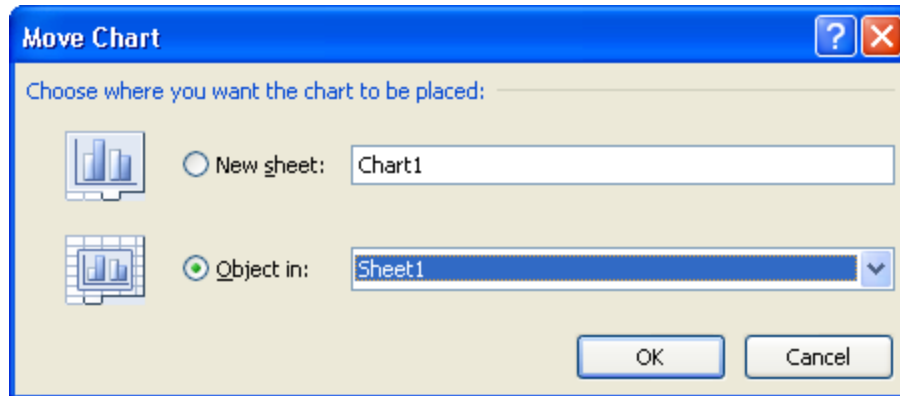 Move Chart
Choose where you want the chart to be placed:
New sheet: Chart1
Object in: Sheet1
OK Cancel